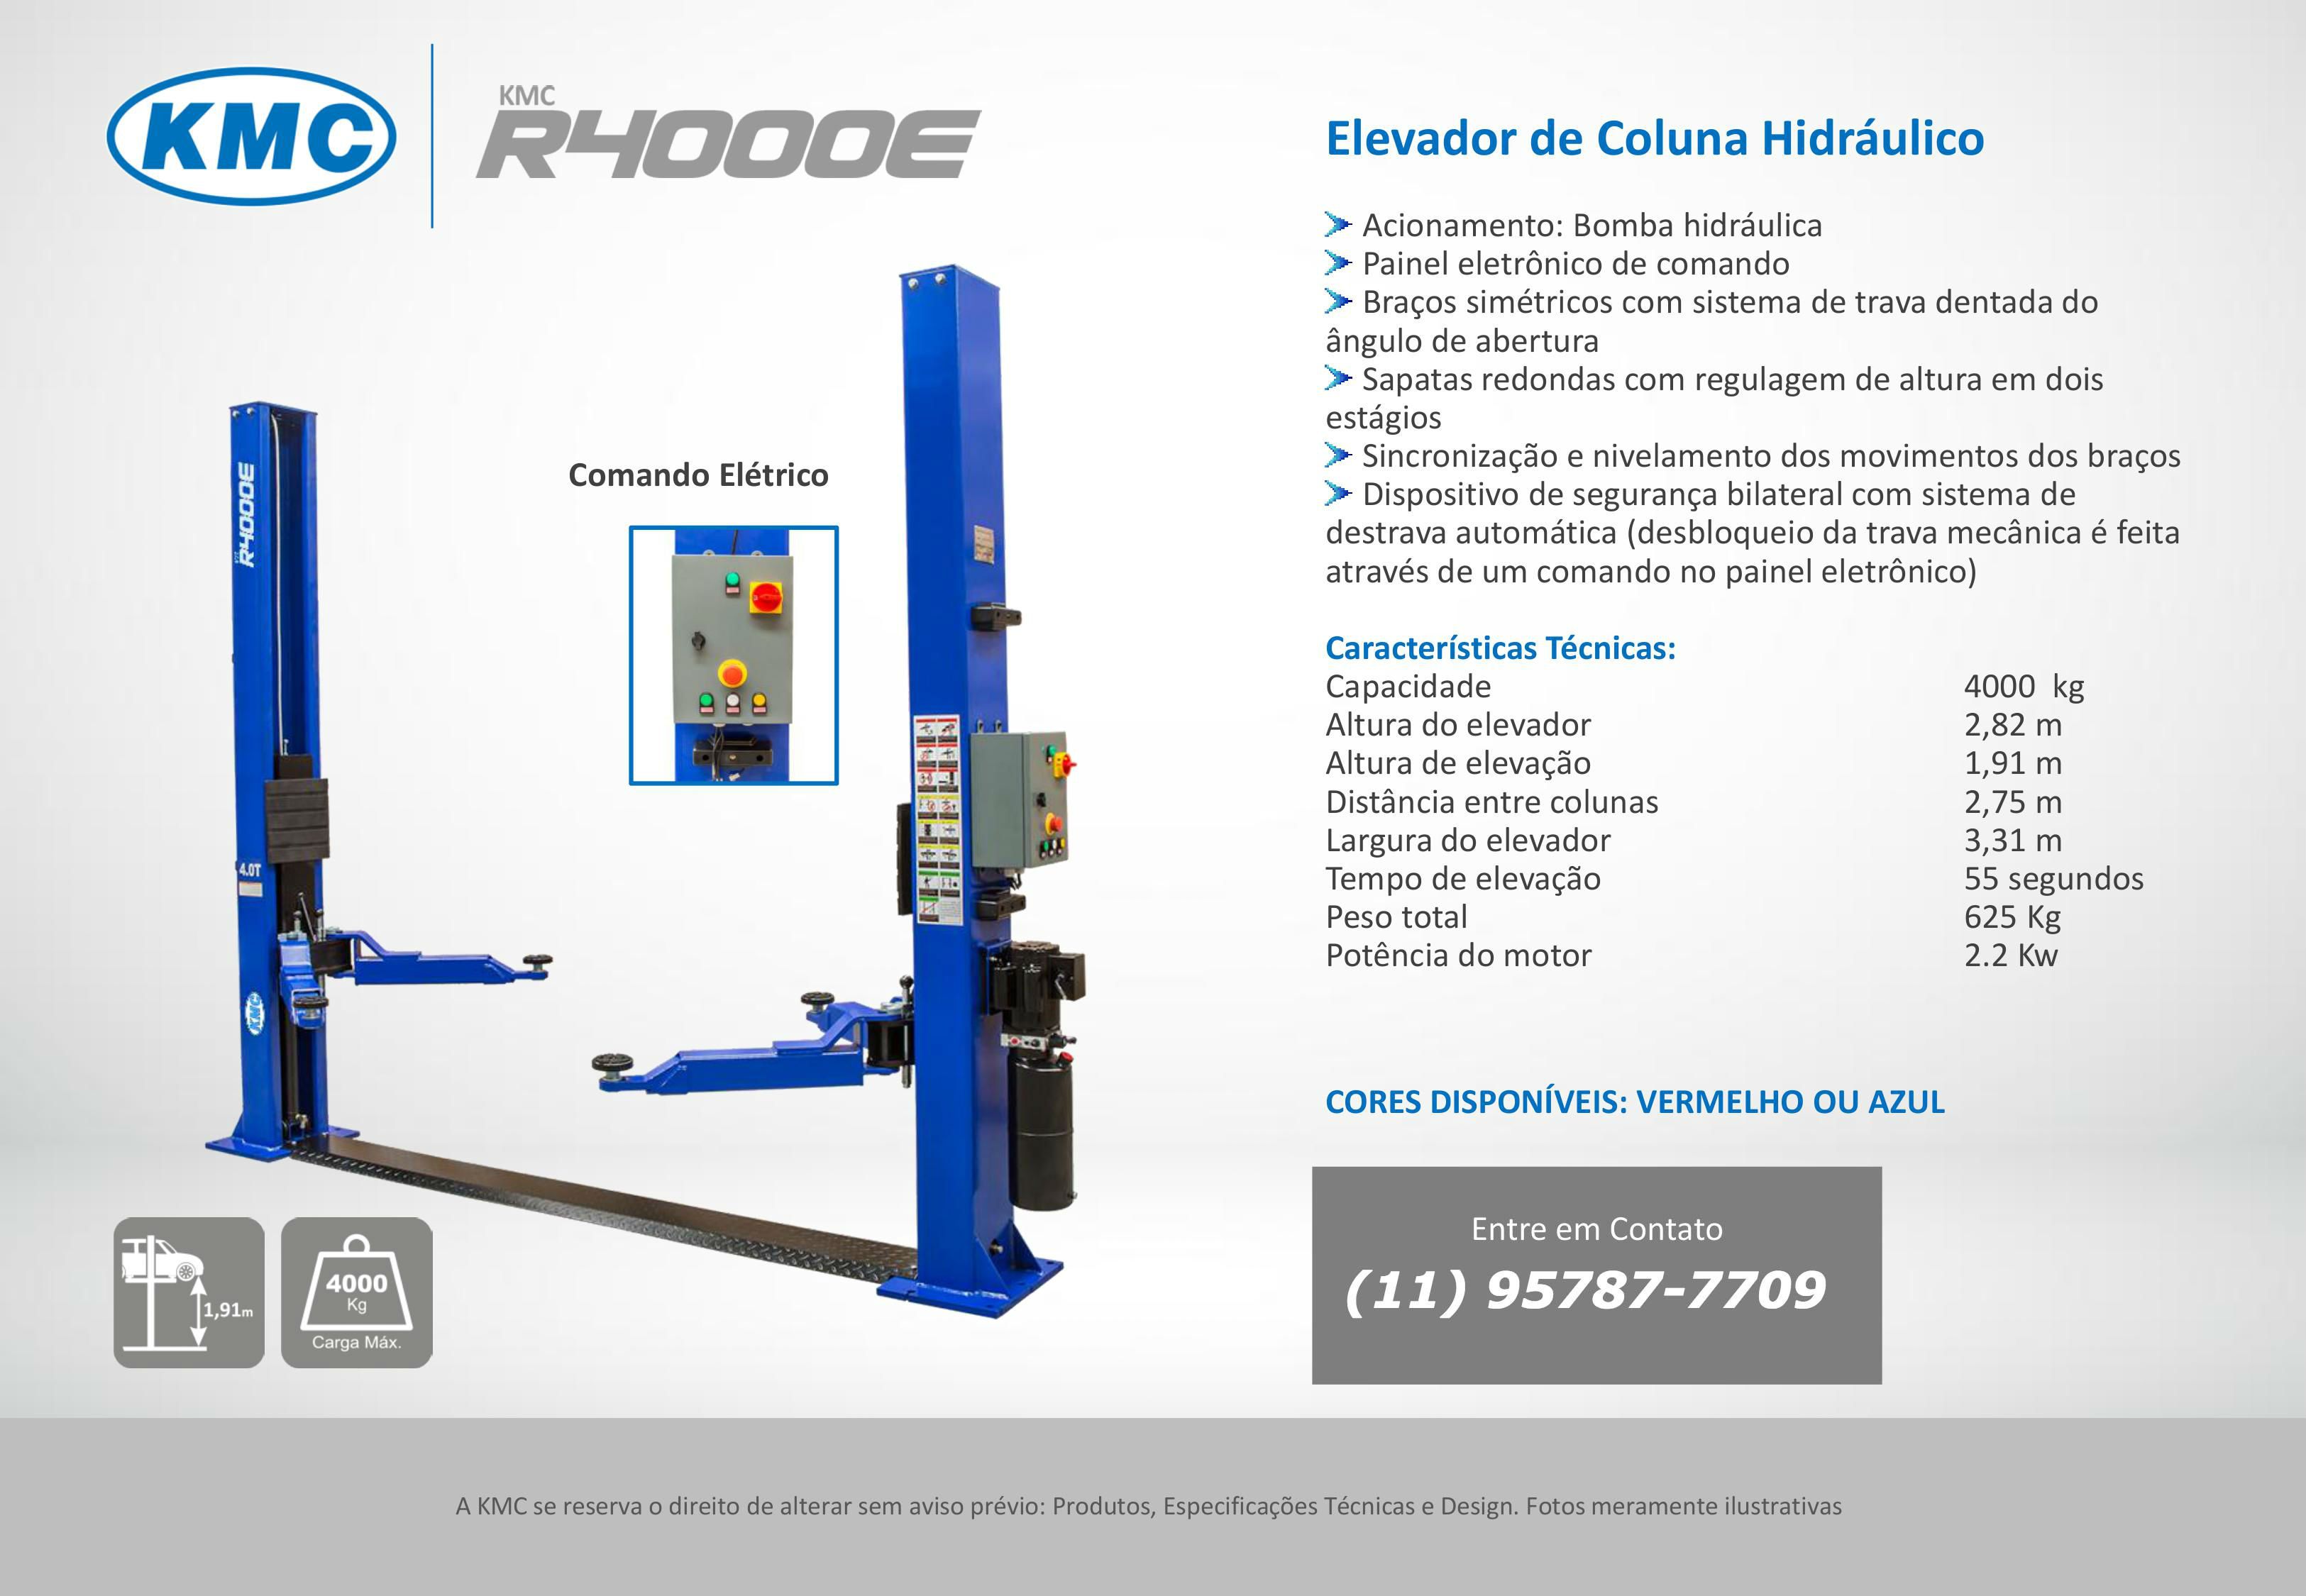 KMC
KMC
R4000E
Elevador de Coluna Hidráulico
Acionamento: Bomba hidráulica
Painel eletrônico de comando
Braços simétricos com sistema de trava dentada do
ângulo de abertura
Sapatas redondas com regulagem de altura em dois
estágios
Sincronização e nivelamento dos movimentos dos braços
Dispositivo de segurança bilateral com sistema de
destrava automática (desbloqueio da trava mecânica é feita
através de um comando no painel eletrônico)
Comando Elétrico
R4000E
4.0T
KMC
Características Técnicas:
Capacidade 4000 kg
Altura do elevador 2,82 m
Altura de elevação 1,91 m
Distância entre colunas 2,75 m
Largura do elevador 3,31 m
Tempo de elevação 55 segundos
Peso total 625 Kg
Potência do motor 2.2 Kw
CORES DISPONÍVEIS: VERMELHO OU AZUL
Entre em Contato
(11) 95787-7709
1,91m
4000
Kg
Carga Máx.
A KMC se reserva o direito de alterar sem aviso prévio: Produtos, Especificações Técnicas e Design. Fotos meramente ilustrativas